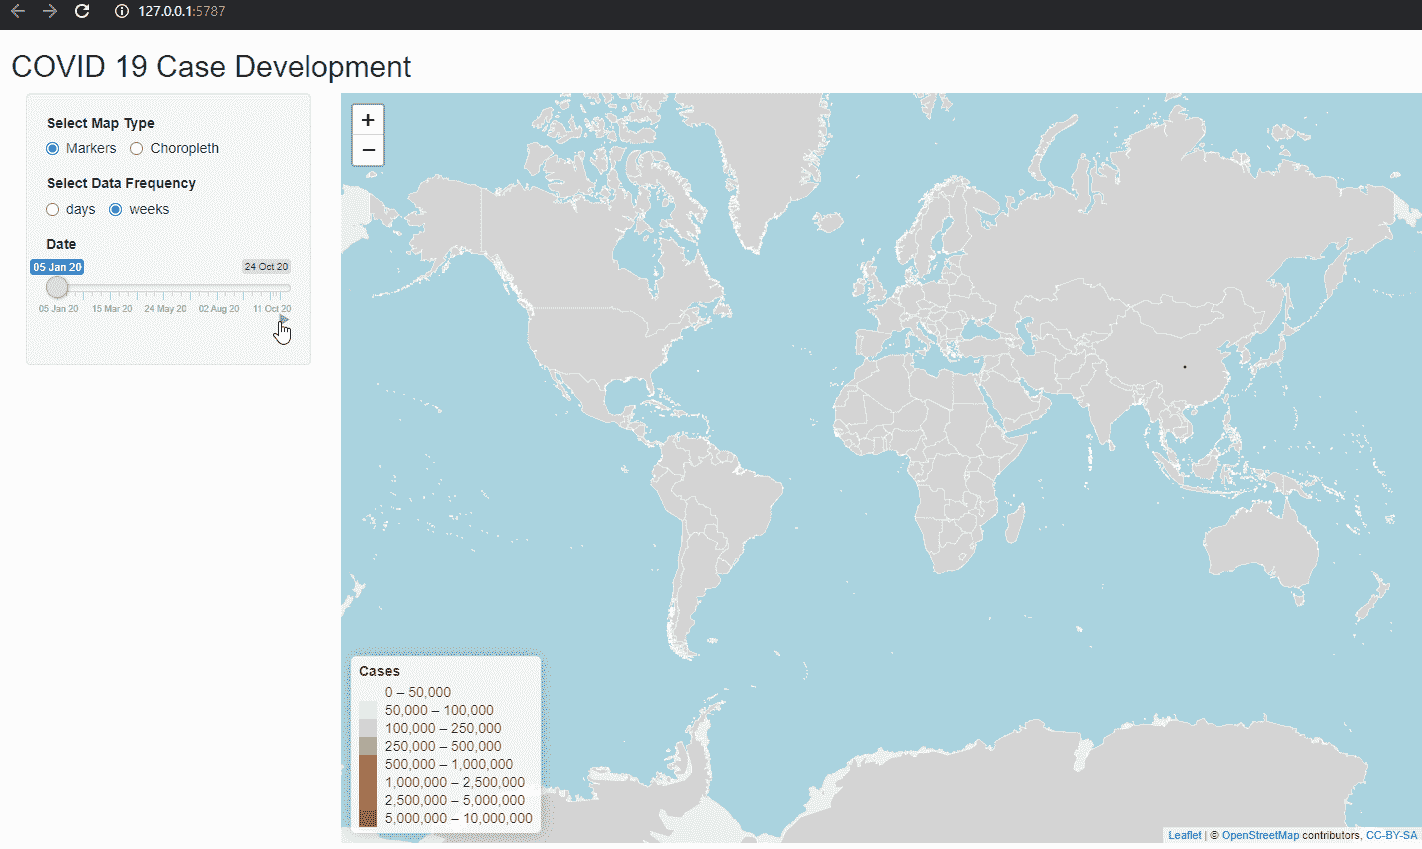 127.0.0.1:5787
COVID 19 Case Development
Select Map Type
Markers Choropleth
Select Data Frequency
days weeks
Date
05 Jan 20 24 Oct 20
05 Jan 20 15 Mar 20 24 May 20 02 Aug 20 11 Oct 20
+
−
Cases
0 – 50,000
50,000 – 100,000
100,000 – 250,000
250,000 – 500,000
500,000 – 1,000,000
1,000,000 – 2,500,000
2,500,000 – 5,000,000
5,000,000 – 10,000,000
Leaflet | © OpenStreetMap contributors, CC-BY-SA